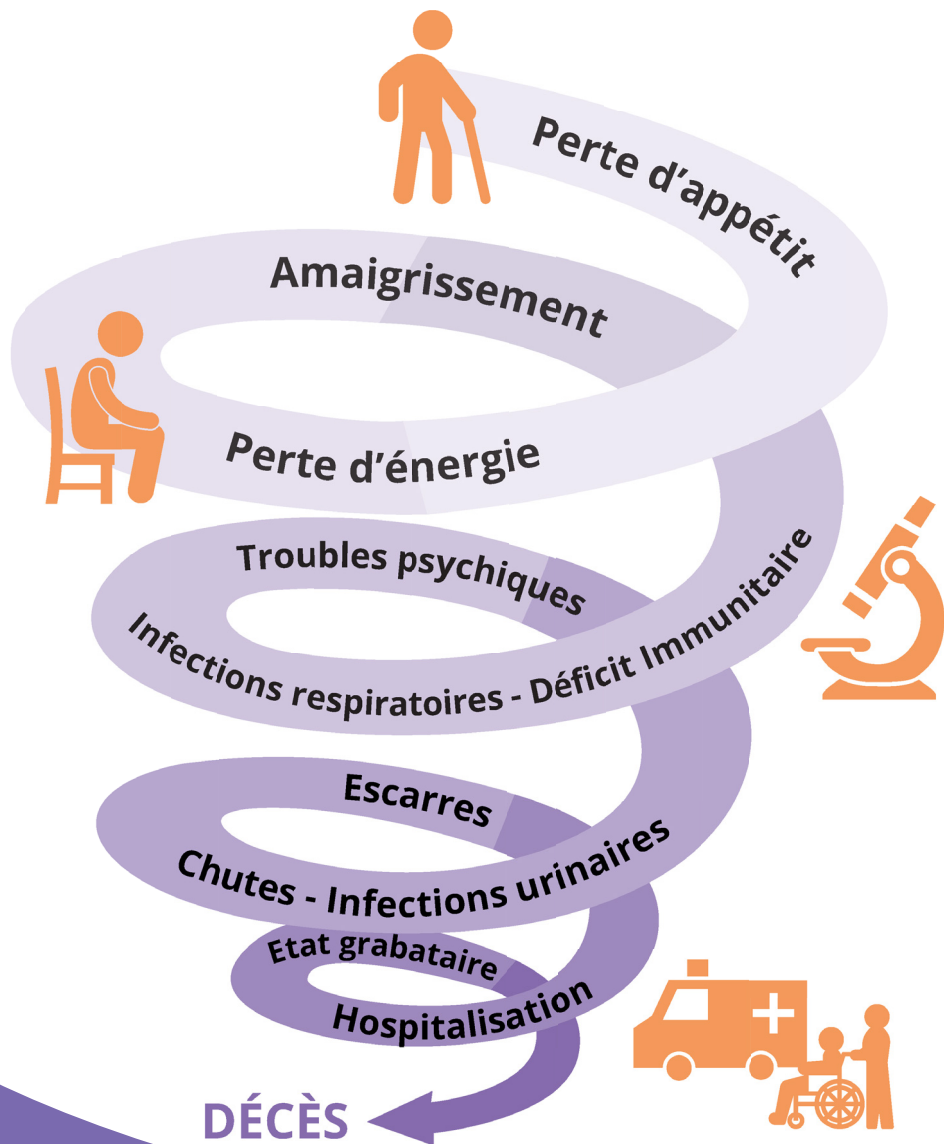 Perte d'appétit
Amaigrissement
Perte d'énergie
Troubles psychiques
Infections respiratoires - Déficit Immunitaire
Escarres
Chutes - Infections urinaires
Etat grabataire
Hospitalisation
DÉCÈS